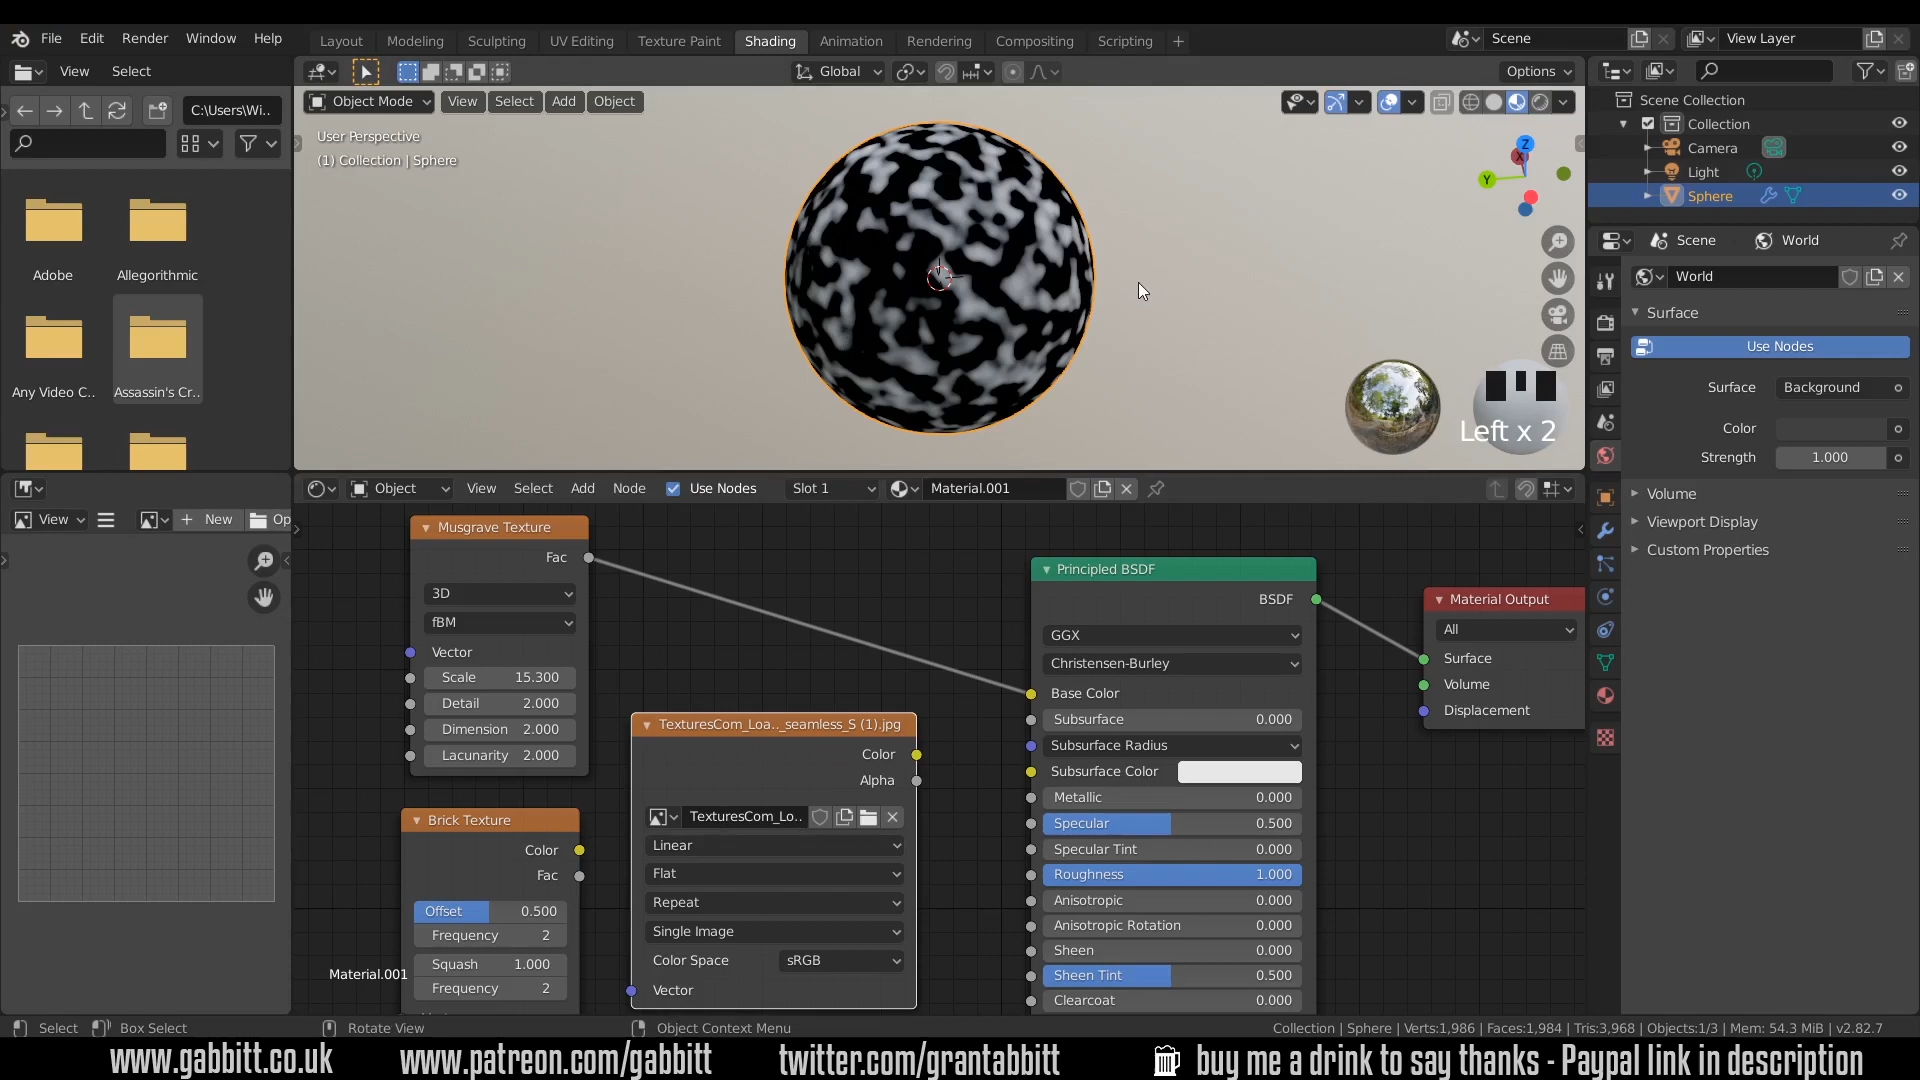 File Edit Render Window Help
Layout Modeling Sculpting UV Editing Texture Paint Shading Animation Rendering Compositing Scripting +
Scene
View Layer
View Select
Global
Options
C:\Users\Wi..
Object Mode View Select Add Object
User Perspective
(1) Collection | Sphere
Z
X
Y
Left x 2
Adobe
Allegorithmic
Any Video C..
Assassin's Cr..
Scene Collection
Collection
Camera
Light
Sphere
Scene World
World
Surface
Use Nodes
Surface Background
Color
Strength 1.000
Volume
Viewport Display
Custom Properties
View
New
Op
Object View Select Add Node Use Nodes Slot 1 Material.001
Musgrave Texture
Fac
3D
fBM
Vector
Scale 15.300
Detail 2.000
Dimension 2.000
Lacunarity 2.000
Brick Texture
Color
Fac
Offset 0.500
Frequency 2
Squash 1.000
Frequency 2
Material.001
TexturesCom_Loa.._seamless_S (1).jpg
Color
Alpha
TexturesCom_Lo..
Linear
Flat
Repeat
Single Image
Color Space sRGB
Vector
Principled BSDF
BSDF
GGX
Christensen-Burley
Base Color
Subsurface 0.000
Subsurface Radius
Subsurface Color
Metallic 0.000
Specular 0.500
Specular Tint 0.000
Roughness 1.000
Anisotropic 0.000
Anisotropic Rotation 0.000
Sheen 0.000
Sheen Tint 0.500
Clearcoat 0.000
Material Output
All
Surface
Volume
Displacement
Select Box Select Rotate View Object Context Menu
Collection | Sphere | Verts:1,986 | Faces:1,984 | Tris:3,968 | Objects:1/3 | Mem: 54.3 MiB | v2.82.7
www.gabbitt.co.uk www.patreon.com/gabbitt twitter.com/grantabbitt buy me a drink to say thanks - Paypal link in description